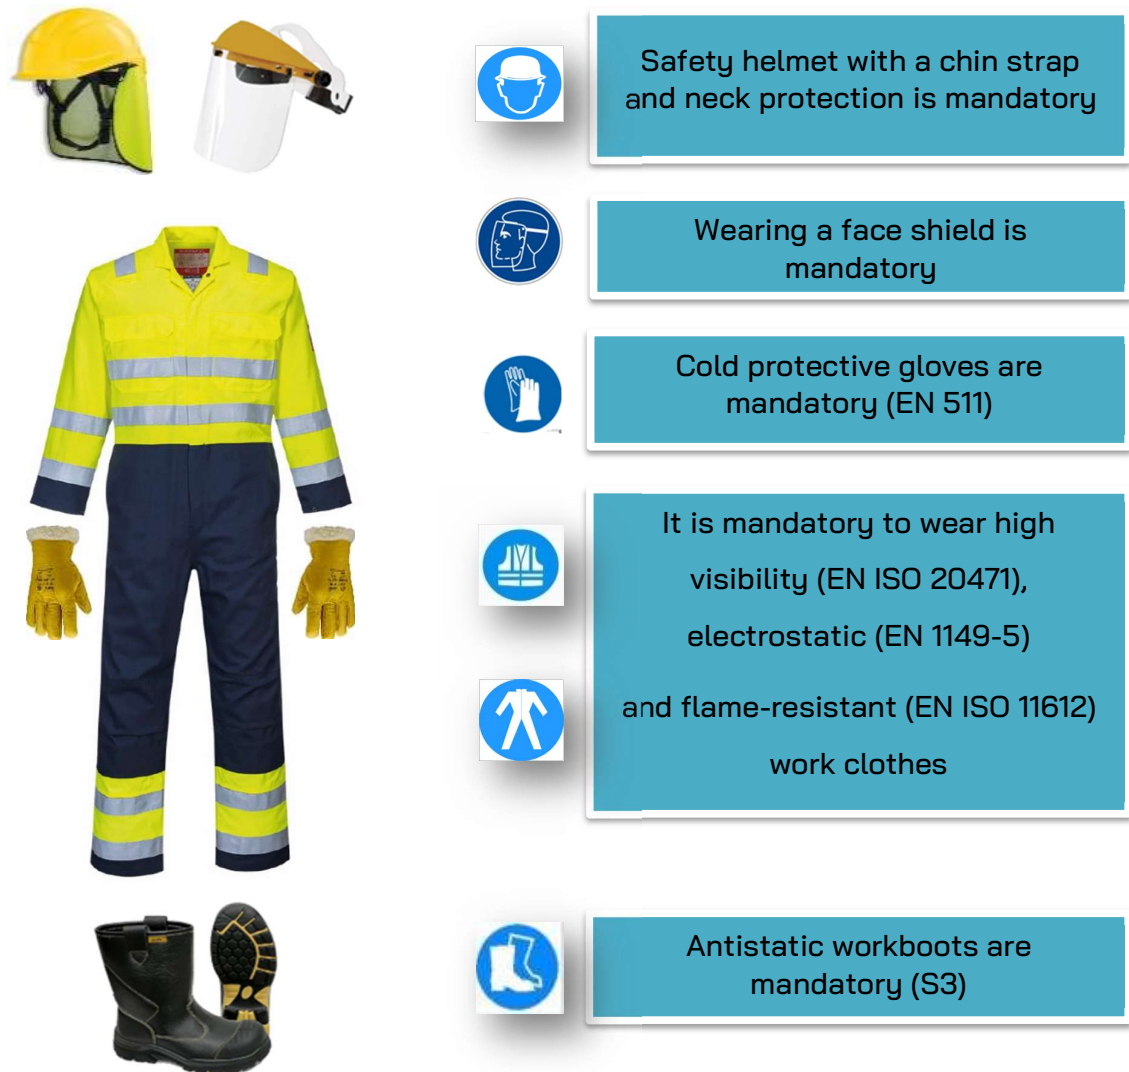 Safety helmet with a chin strap
and neck protection is mandatory
Wearing a face shield is
mandatory
Cold protective gloves are
mandatory (EN 511)
It is mandatory to wear high
visibility (EN ISO 20471),
electrostatic (EN 1149-5)
and flame-resistant (EN ISO 11612)
work clothes
Antistatic workboots are
mandatory (S3)